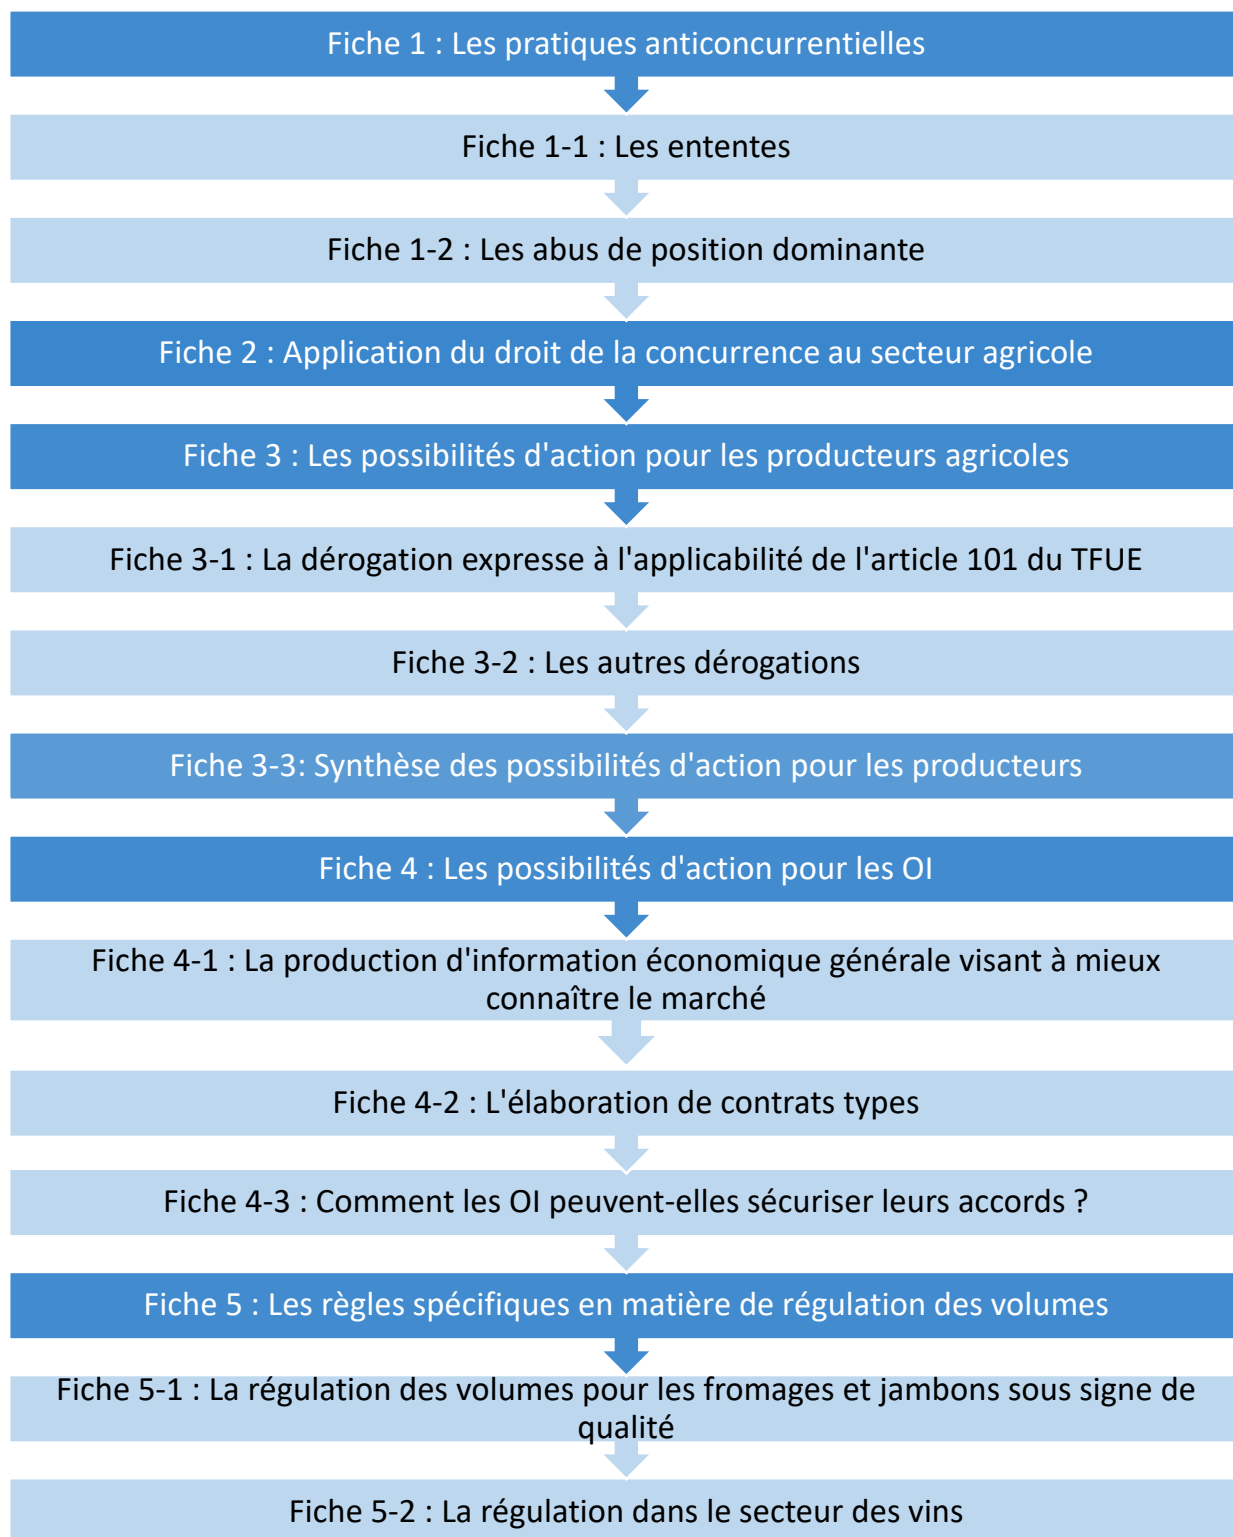 Fiche 1 : Les pratiques anticoncurrentielles
Fiche 1-1 : Les ententes
Fiche 1-2 : Les abus de position dominante
Fiche 2 : Application du droit de la concurrence au secteur agricole
Fiche 3 : Les possibilités d'action pour les producteurs agricoles
Fiche 3-1 : La dérogation expresse à l'applicabilité de l'article 101 du TFUE
Fiche 3-2 : Les autres dérogations
Fiche 3-3: Synthèse des possibilités d'action pour les producteurs
Fiche 4 : Les possibilités d'action pour les OI
Fiche 4-1 : La production d'information économique générale visant à mieux
connaître le marché
Fiche 4-2 : L'élaboration de contrats types
Fiche 4-3 : Comment les OI peuvent-elles sécuriser leurs accords ?
Fiche 5 : Les règles spécifiques en matière de régulation des volumes
Fiche 5-1 : La régulation des volumes pour les fromages et jambons sous signe de
qualité
Fiche 5-2 : La régulation dans le secteur des vins